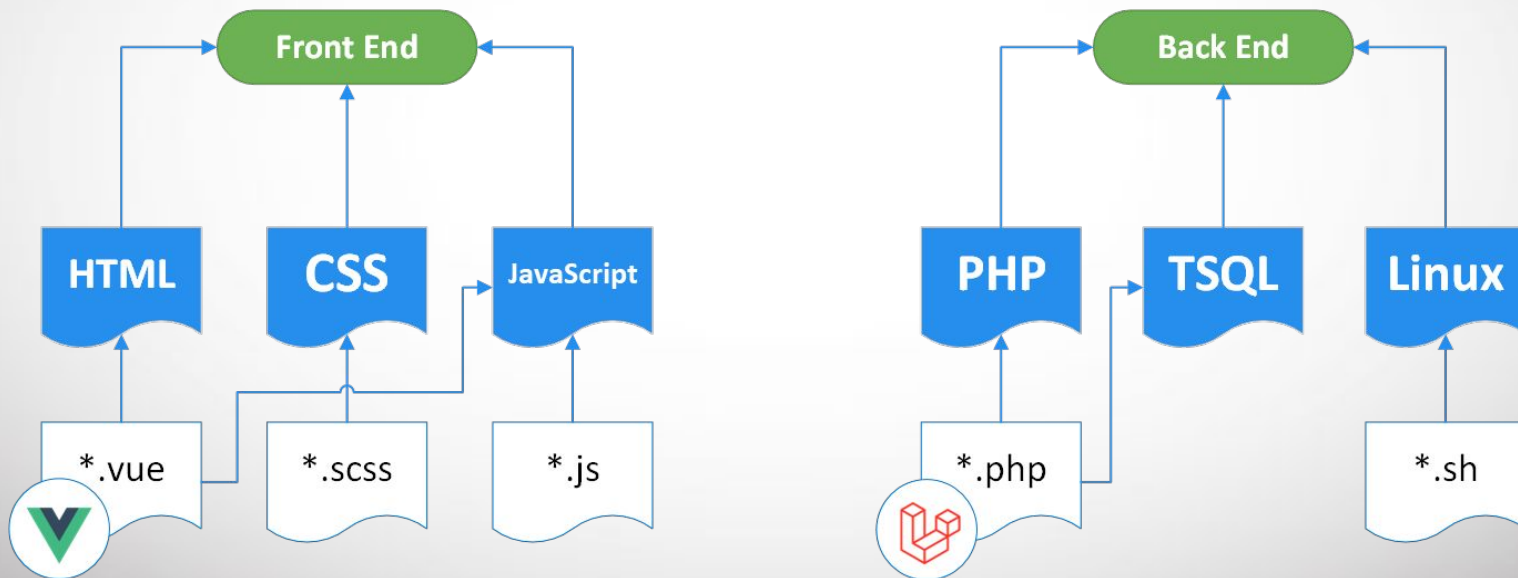 Front End
Back End
HTML
CSS
JavaScript
PHP
TSQL
Linux
*.vue
*.scss
*.js
*.php
*.sh